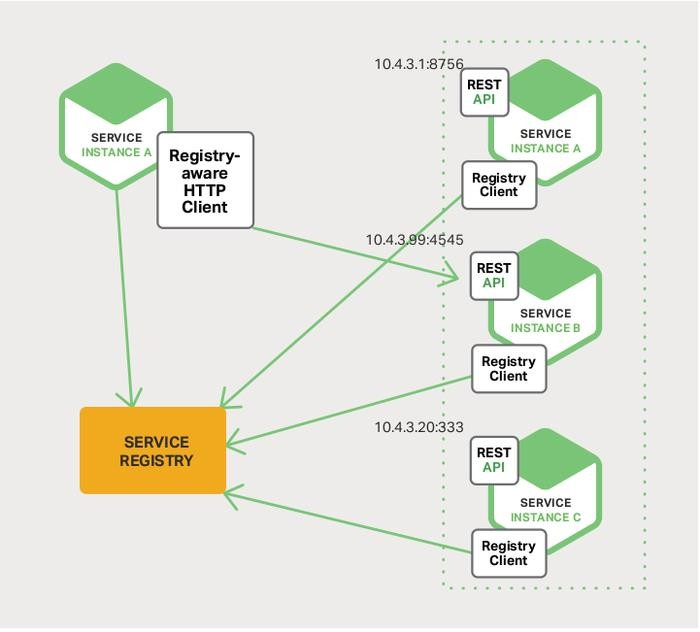 SERVICE
INSTANCE A
Registry-
aware
HTTP
Client
SERVICE
REGISTRY
10.4.3.1:8756
REST
API
SERVICE
INSTANCE A
Registry
Client
10.4.3.99:4545
REST
API
SERVICE
INSTANCE B
Registry
Client
10.4.3.20:333
REST
API
SERVICE
INSTANCE C
Registry
Client